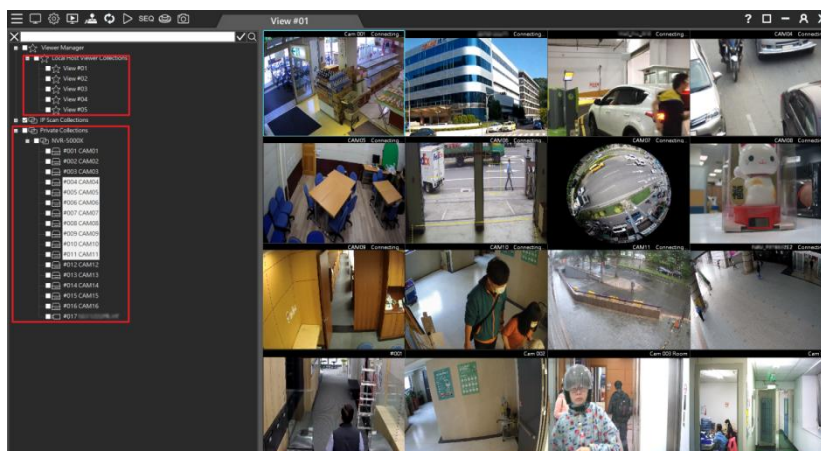 SEQ
View #01
?
Viewer Manager
Local Host Viewer Collections
View #01
View #02
View #03
View #04
View #05
IP Scan Collections
Private Collections
NVR-5000X
#001 CAM01
#002 CAM02
#003 CAM03
#004 CAM04
#005 CAM05
#006 CAM06
#007 CAM07
#008 CAM08
#009 CAM09
#010 CAM10
#011 CAM11
#012 CAM12
#013 CAM13
#014 CAM14
#015 CAM15
#016 CAM16
#017
Cam 001 Connecting...
Connecting...
Connecting...
CAM04 Connecting...
CAM05 Connecting...
CAM06 Connecting...
CAM07 Connecting...
CAM08 Connecting...
CAM09 Connecting...
CAM10 Connecting...
CAM11 Connecting...
Connecting...
#001
Cam 002
Cam 003 Room